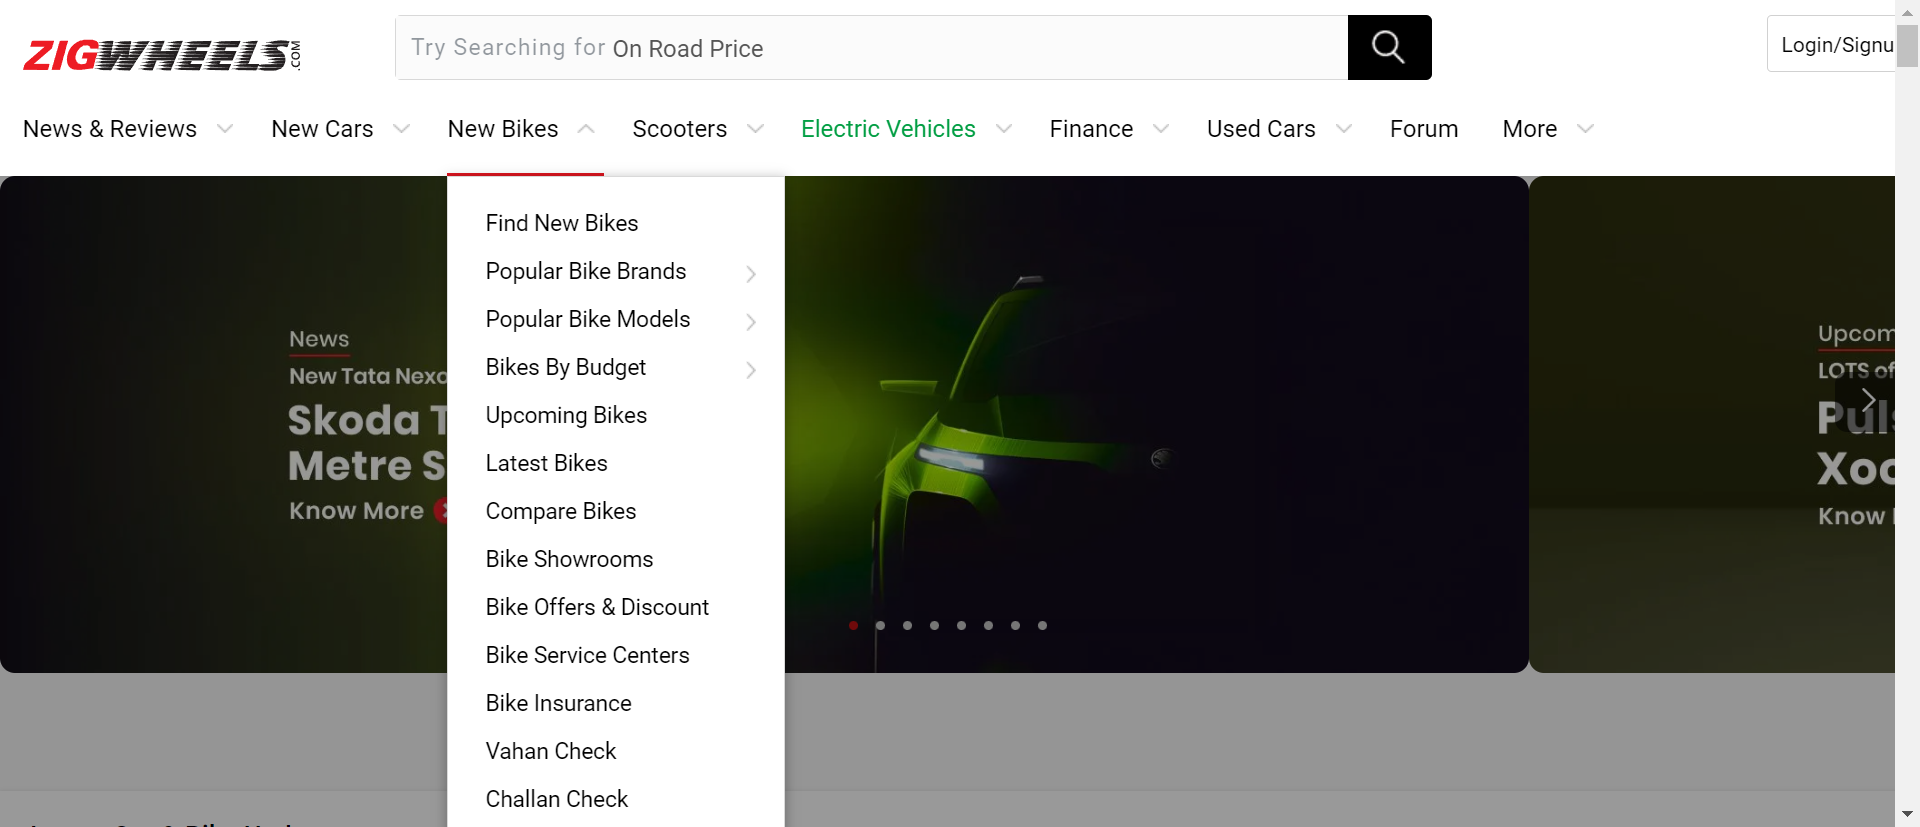 ZIGWHEELS.COM
Try Searching for On Road Price
Login/Signu
News & Reviews
New Cars
New Bikes
Scooters
Electric Vehicles
Finance
Used Cars
Forum
More
Find New Bikes
Popular Bike Brands
Popular Bike Models
Bikes By Budget
Upcoming Bikes
Latest Bikes
Compare Bikes
Bike Showrooms
Bike Offers & Discount
Bike Service Centers
Bike Insurance
Vahan Check
Challan Check
News
New Tata Nexo
Skoda T
Metre S
Know More
Upcom
LOTS of
Puls
Xoo
Know